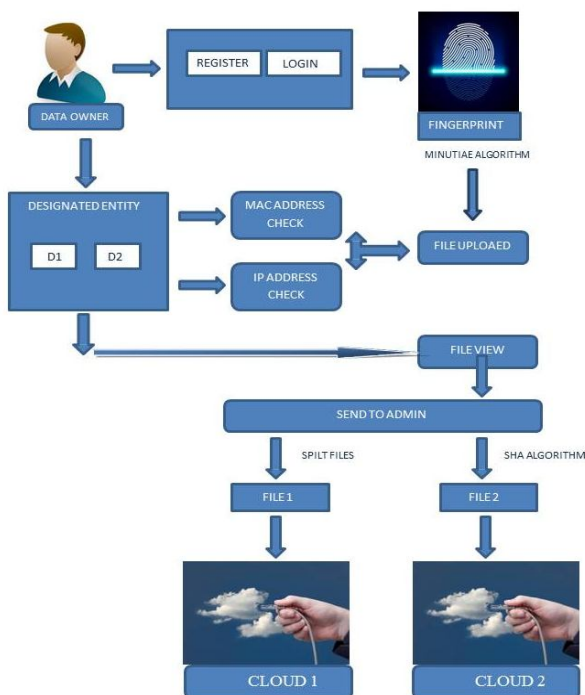 REGISTER
LOGIN
DATA OWNER
FINGERPRINT
MINUTIAE ALGORITHM
DESIGNATED ENTITY
D1
D2
MAC ADDRESS
CHECK
IP ADDRESS
CHECK
FILE UPLOAED
FILE VIEW
SEND TO ADMIN
SPILT FILES
SHA ALGORITHM
FILE 1
FILE 2
CLOUD 1
CLOUD 2